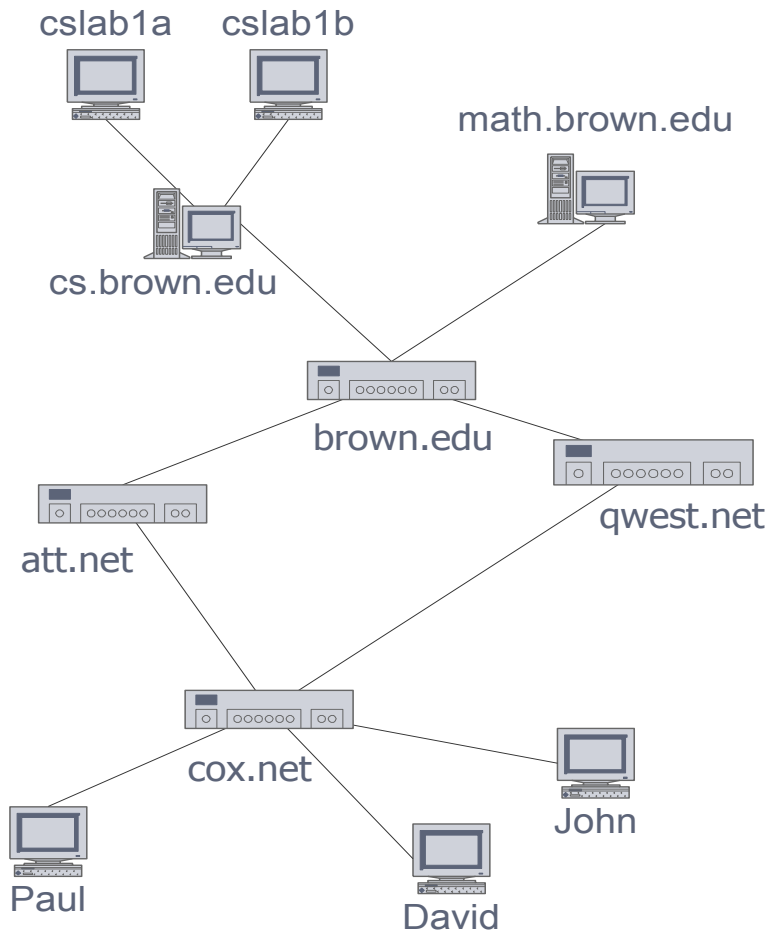 cslab1a
cslab1b
math.brown.edu
cs.brown.edu
brown.edu
qwest.net
att.net
cox.net
John
Paul
David